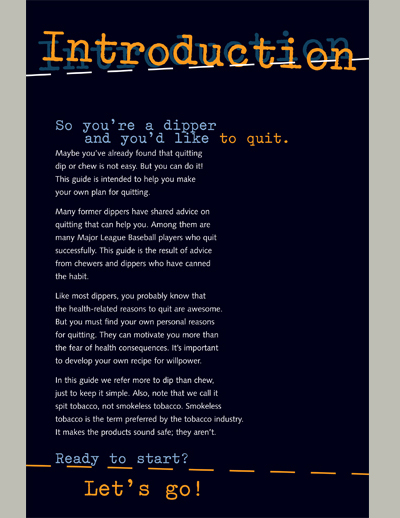 Introduction
So you're a dipper
and you'd like to quit.
Maybe you've already found that quitting
dip or chew is not easy. But you can do it!
This guide is intended to help you make
your own plan for quitting.
Many former dippers have shared advice on
quitting that can help you. Among them are
many Major League Baseball players who quit
successfully. This guide is the result of advice
from chewers and dippers who have canned
the habit.
Like most dippers, you probably know that
the health-related reasons to quit are awesome.
But you must find your own personal reasons
for quitting. They can motivate you more than
the fear of health consequences. It's important
to develop your own recipe for willpower.
In this guide we refer more to dip than chew,
just to keep it simple. Also, note that we call it
spit tobacco, not smokeless tobacco. Smokeless
tobacco is the term preferred by the tobacco industry.
It makes the products sound safe; they aren't.
Ready to start?
Let's go!